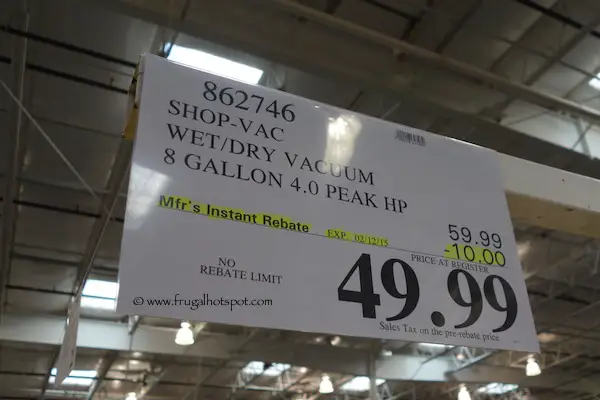 862746
SHOP-VAC
WET/DRY VACUUM
8 GALLON 4.0 PEAK HP
59.99
Mfr's Instant Rebate EXP. 02/12/15 -10.00
PRICE AT REGISTER
NO
REBATE LIMIT
49.99
© www.frugalhotspot.com
Sales Tax on the pre-rebate price